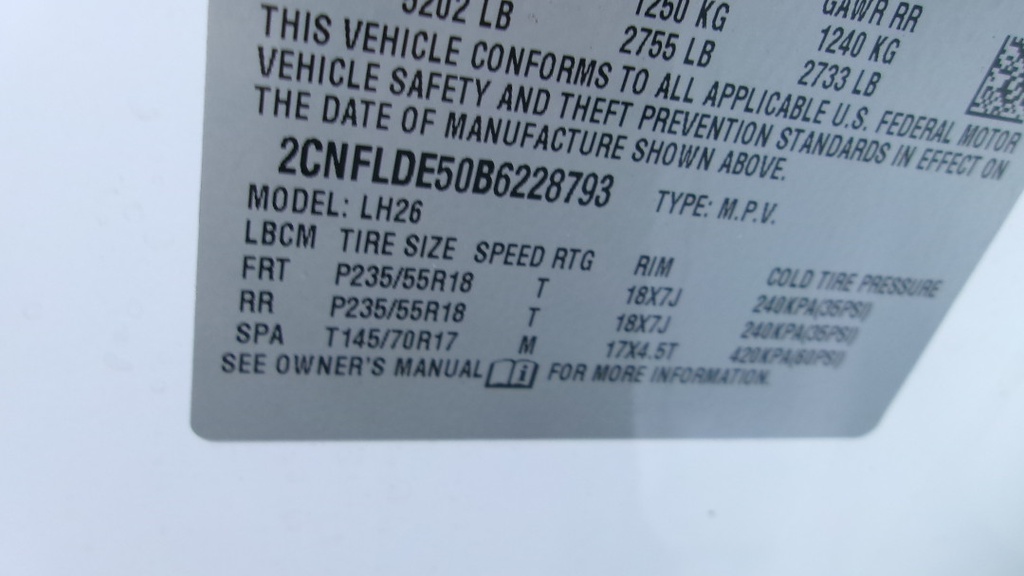 5202 LB 1250 KG GAWR RR
2755 LB 1240 KG
2733 LB
THIS VEHICLE CONFORMS TO ALL APPLICABLE U.S. FEDERAL MOTOR
VEHICLE SAFETY AND THEFT PREVENTION STANDARDS IN EFFECT ON
THE DATE OF MANUFACTURE SHOWN ABOVE.
2CNFLDE50B6228793 TYPE: M.P.V.
MODEL: LH26
LBCM TIRE SIZE SPEED RTG RIM COLD TIRE PRESSURE
FRT P235/55R18 T 18X7J 240KPA(35PSI)
RR P235/55R18 T 18X7J 240KPA(35PSI)
SPA T145/70R17 M 17X4.5T 420KPA(60PSI)
SEE OWNER'S MANUAL i FOR MORE INFORMATION.